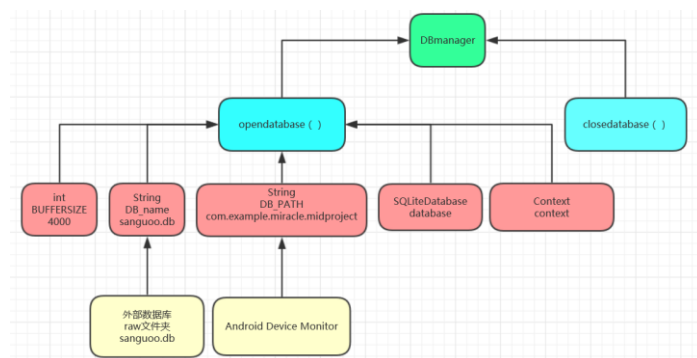 DBmanager
opendatabase ( )
closedatabase ( )
int
BUFFERSIZE
4000
String
DB_name
sanguoo.db
String
DB_PATH
com.example.miracle.midproject
SQLiteDatabase
database
Context
context
外部数据库
raw文件夹
sanguoo.db
Android Device Monitor